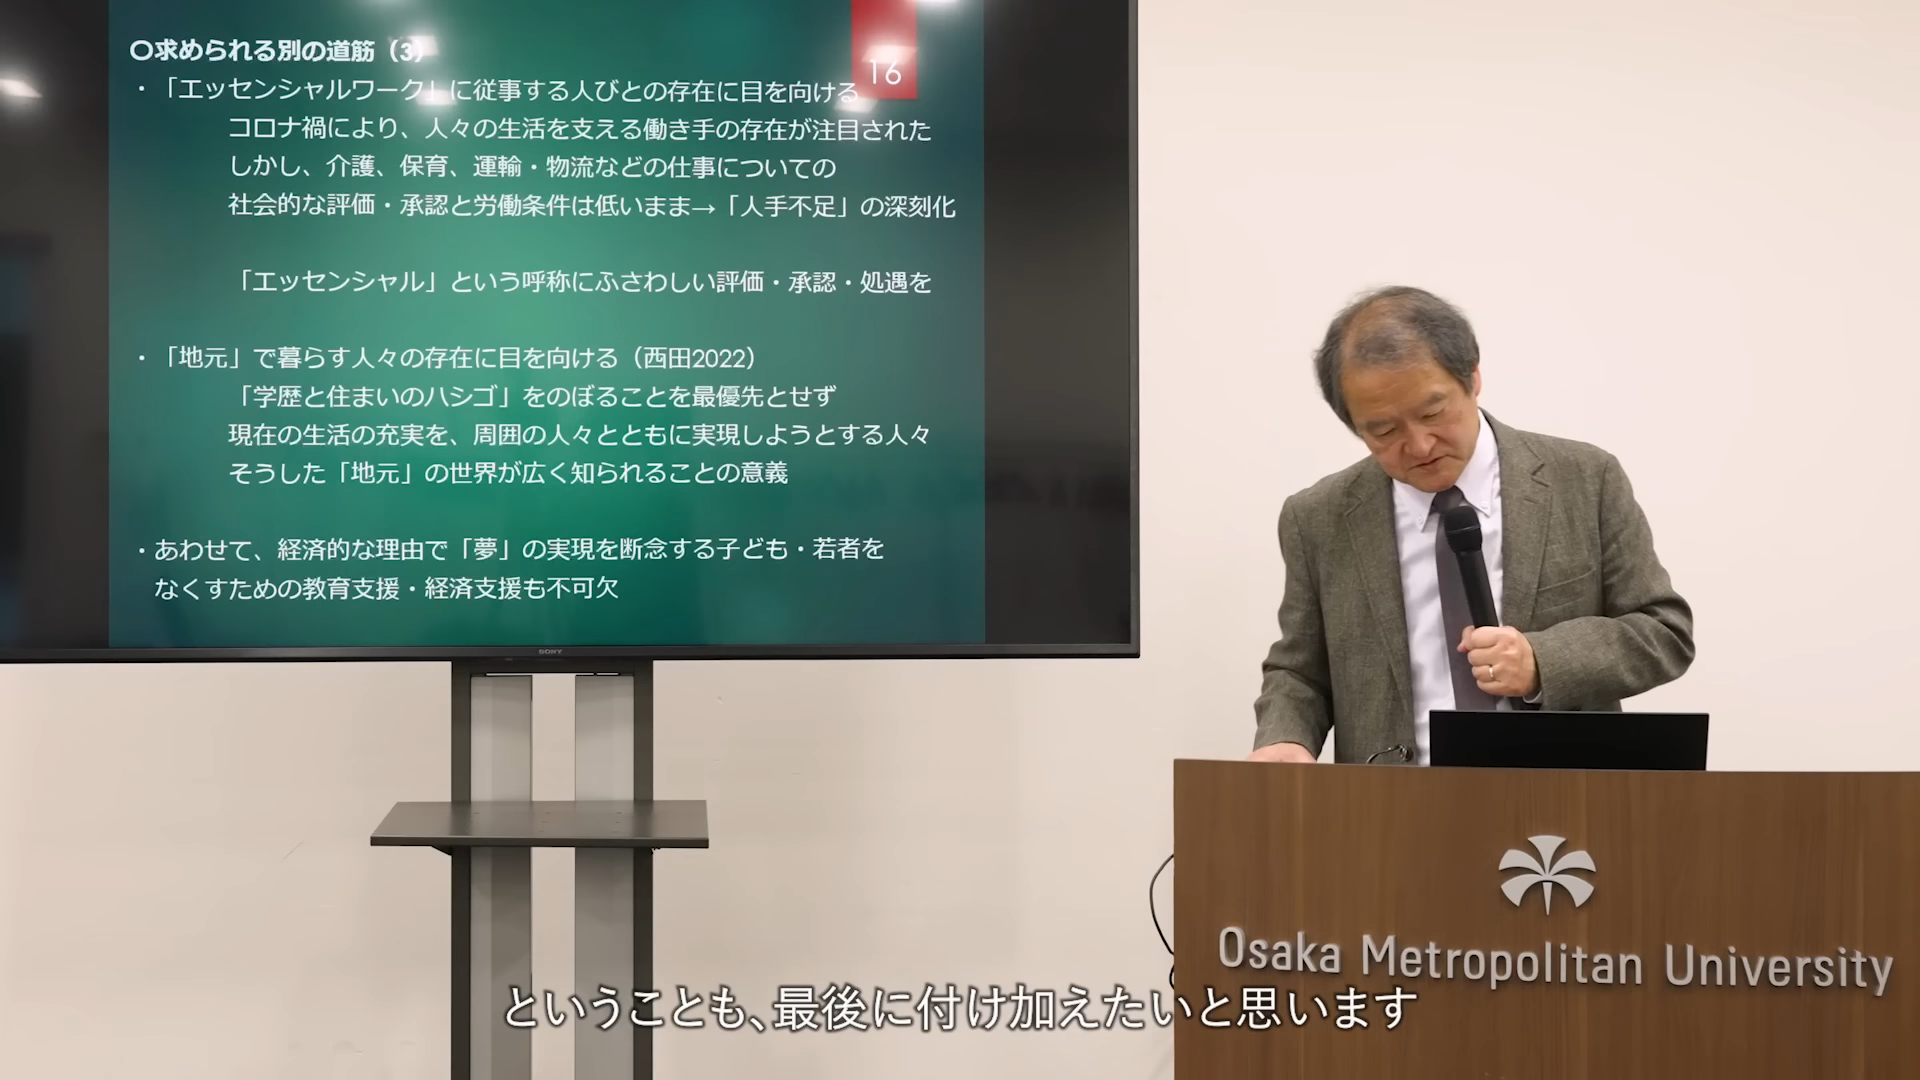 〇求められる別の道筋（3）
16
・「エッセンシャルワーク」に従事する人びとの存在に目を向ける
コロナ禍により、人々の生活を支える働き手の存在が注目された
しかし、介護、保育、運輸・物流などの仕事についての
社会的な評価・承認と労働条件は低いまま→「人手不足」の深刻化
「エッセンシャル」という呼称にふさわしい評価・承認・処遇を
・「地元」で暮らす人々の存在に目を向ける（西田2022）
「学歴と住まいのハシゴ」をのぼることを最優先とせず
現在の生活の充実を、周囲の人々とともに実現しようとする人々
そうした「地元」の世界が広く知られることの意義
・あわせて、経済的な理由で「夢」の実現を断念する子ども・若者を
なくすための教育支援・経済支援も不可欠
SONY
Osaka Metropolitan University
ということも、最後に付け加えたいと思います